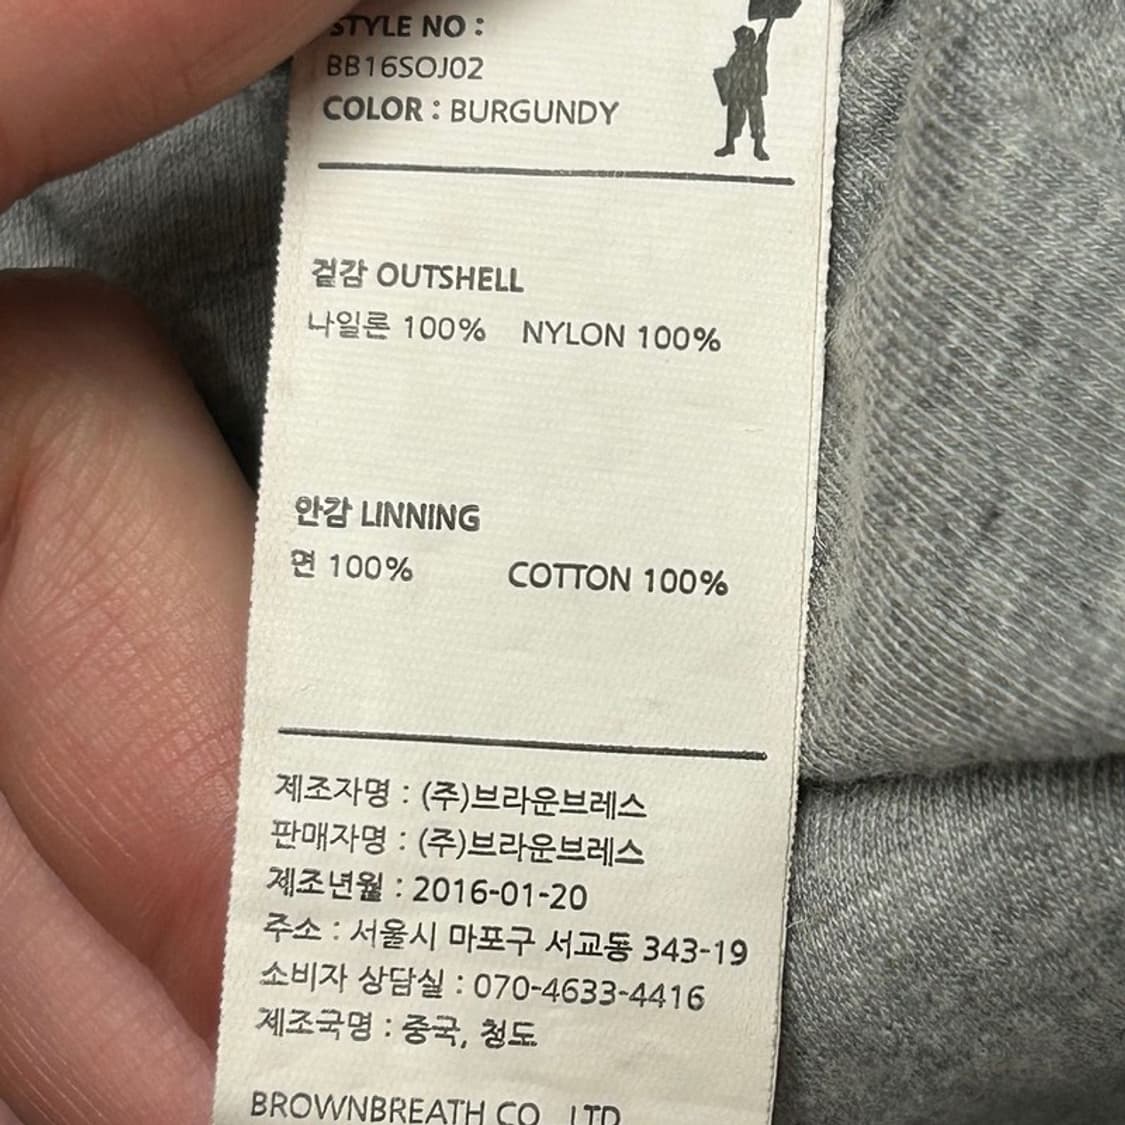 STYLE NO :
BB16SOJ02
COLOR : BURGUNDY
겉감 OUTSHELL
나일론 100% NYLON 100%
안감 LINNING
면 100% COTTON 100%
제조자명 : (주)브라운브레스
판매자명 : (주)브라운브레스
제조년월 : 2016-01-20
주소 : 서울시 마포구 서교동 343-19
소비자 상담실 : 070-4633-4416
제조국명 : 중국, 청도
BROWNBREATH CO. LTD